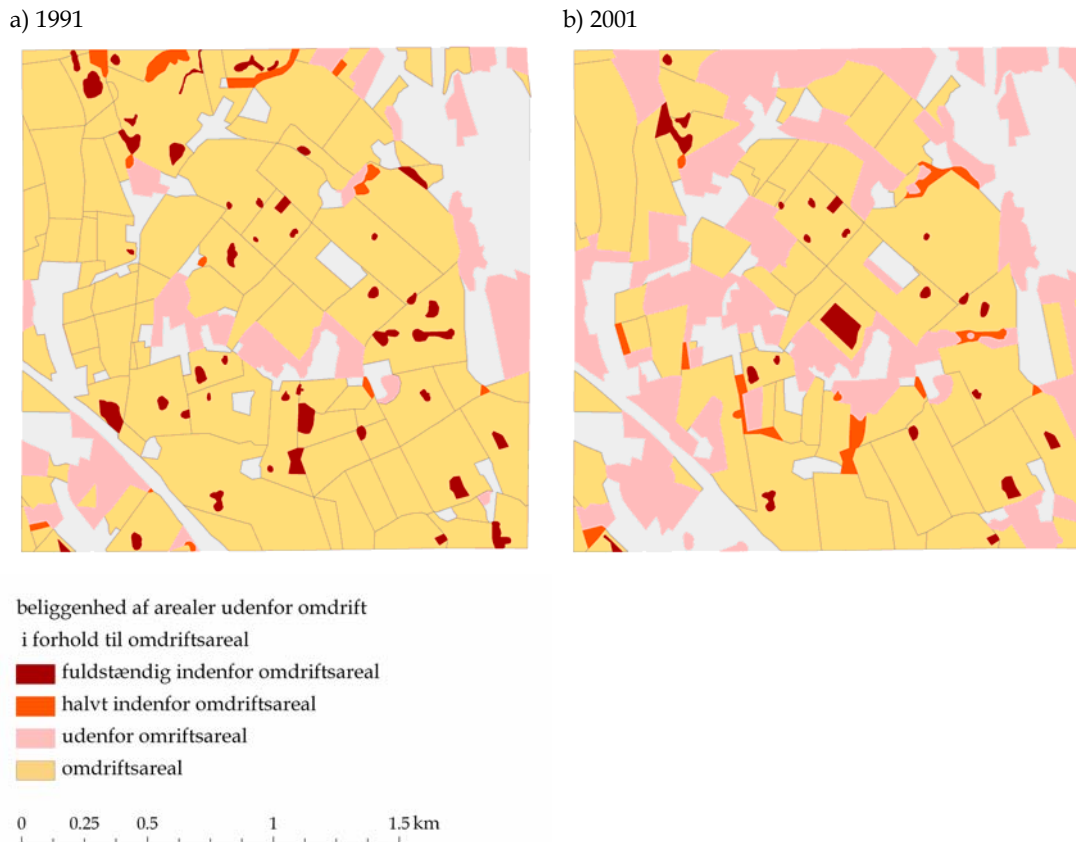 a) 1991
b) 2001
beliggenhed af arealer udenfor omdrift
i forhold til omdriftsareal
fuldstændig indenfor omdriftsareal
halvt indenfor omdriftsareal
udenfor omriftsareal
omdriftsareal
0 0.25 0.5 1 1.5 km